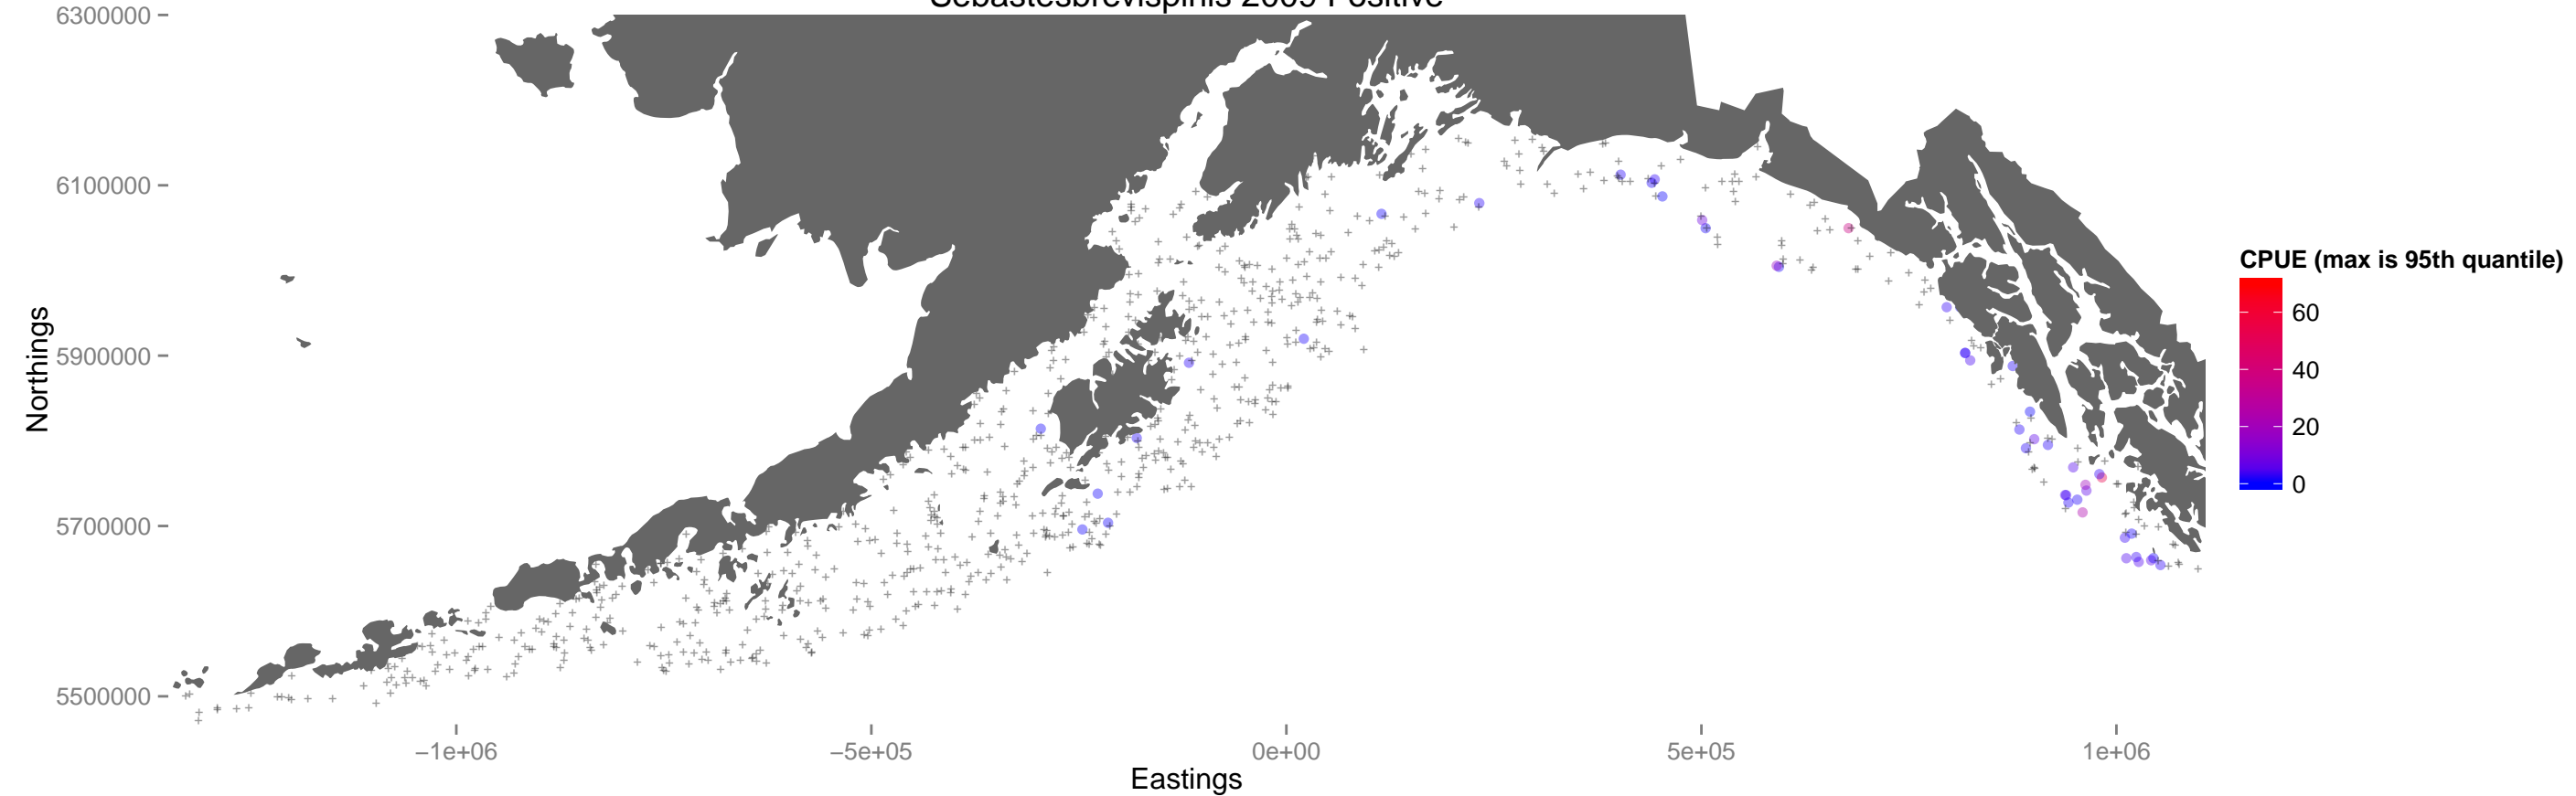 Sebastesbrevispinis 2009 Positive
6300000
6100000
5900000
5700000
5500000
Northings
−1e+06
−5e+05
0e+00
5e+05
1e+06
Eastings
CPUE (max is 95th quantile)
60
40
20
0